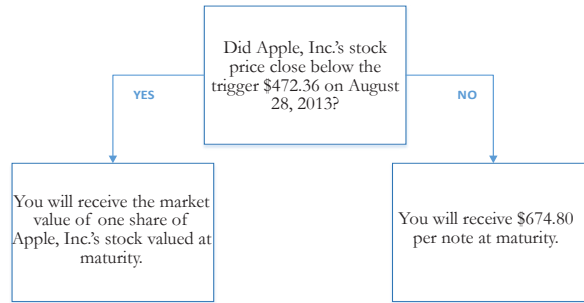 Did Apple, Inc.'s stock
price close below the
trigger $472.36 on August
28, 2013?
YES
NO
You will receive the market
value of one share of
Apple, Inc.'s stock valued at
maturity.
You will receive $674.80
per note at maturity.